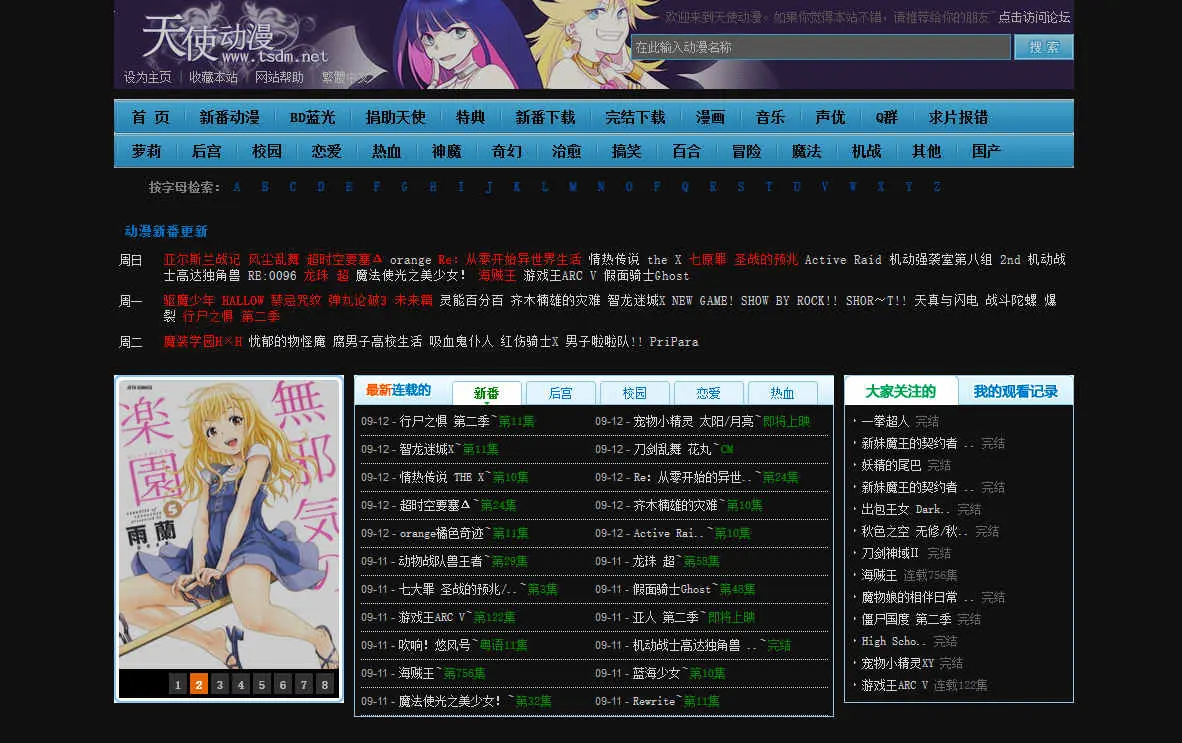 天使动漫
www.tsdm.net
欢迎来到天使动漫。如果你觉得本站不错，请推荐给你的朋友~ 点击访问论坛
在此输入动漫名称 搜 索
设为主页 | 收藏本站 | 网站帮助 | 繁體中文
首 页 新番动漫 BD蓝光 捐助天使 特典 新番下载 完结下载 漫画 音乐 声优 Q群 求片报错
萝莉 后宫 校园 恋爱 热血 神魔 奇幻 治愈 搞笑 百合 冒险 魔法 机战 其他 国产
按字母检索： A B C D E F G H I J K L M N O P Q R S T U V W X Y Z
动漫新番更新
周日 亚尔斯兰战记 风尘乱舞 超时空要塞Δ orange Re：从零开始异世界生活 情热传说 the X 七原罪 圣战的预兆 Active Raid 机动强袭室第八组 2nd 机动战
士高达独角兽 RE:0096 龙珠 超 魔法使光之美少女！ 海贼王 游戏王ARC V 假面骑士Ghost
周一 驱魔少年 HALLOW 禁忌咒纹 弹丸论破3 未来篇 灵能百分百 齐木楠雄的灾难 智龙迷城X NEW GAME! SHOW BY ROCK!! SHOR～T!! 天真与闪电 战斗陀螺 爆
裂 行尸之惧 第二季
周二 魔装学园H×H 忧郁的物怪庵 腐男子高校生活 吸血鬼仆人 红伤骑士X 男子啦啦队!! PriPara
無邪気の
楽園
5
雨蘭
1 2 3 4 5 6 7 8
最新连载的 新番 后宫 校园 恋爱 热血
09-12 - 行尸之惧 第二季~第11集 09-12 - 宠物小精灵 太阳/月亮~即将上映
09-12 - 智龙迷城X~第11集 09-12 - 刀剑乱舞 花丸~CM
09-12 - 情热传说 THE X~第10集 09-12 - Re：从零开始的异世..~第24集
09-12 - 超时空要塞Δ~第24集 09-12 - 齐木楠雄的灾难~第10集
09-12 - orange橘色奇迹~第11集 09-12 - Active Rai..~第10集
09-11 - 动物战队兽王者~第29集 09-11 - 龙珠 超~第58集
09-11 - 七大罪 圣战的预兆/..~第3集 09-11 - 假面骑士Ghost~第48集
09-11 - 游戏王ARC V~第122集 09-11 - 亚人 第二季~即将上映
09-11 - 吹响！悠风号~粤语11集 09-11 - 机动战士高达独角兽 ..~完结
09-11 - 海贼王~第756集 09-11 - 蓝海少女~第10集
09-11 - 魔法使光之美少女！~第32集 09-11 - Rewrite~第11集
大家关注的 我的观看记录
· 一拳超人 完结
· 新妹魔王的契约者 .. 完结
· 妖精的尾巴 完结
· 新妹魔王的契约者 .. 完结
· 出包王女 Dark.. 完结
· 秋色之空 无修/秋.. 完结
· 刀剑神域II 完结
· 海贼王 连载756集
· 魔物娘的相伴日常 .. 完结
· 僵尸国度 第二季 完结
· High Scho.. 完结
· 宠物小精灵XY 完结
· 游戏王ARC V 连载122集